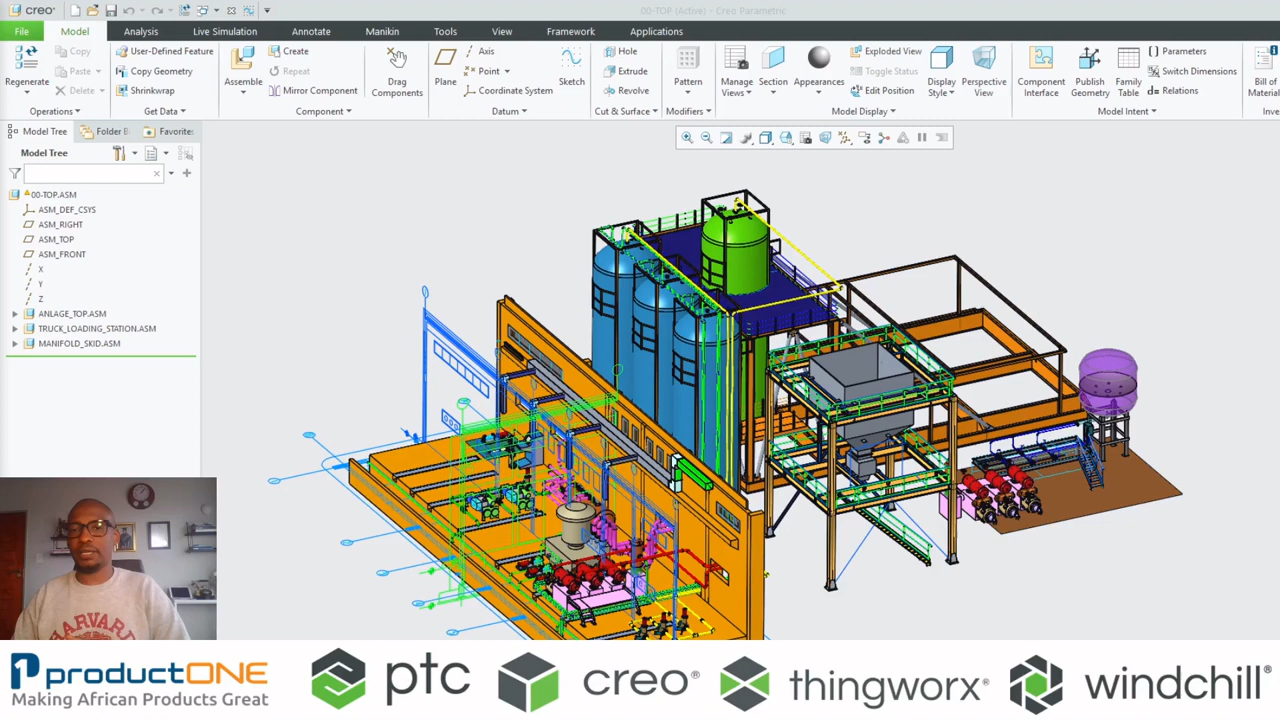 creo
00-TOP (Active) - Creo Parametric
File
Model
Analysis
Live Simulation
Annotate
Manikin
Tools
View
Framework
Applications
Regenerate
Copy
Paste
Delete
Operations
User-Defined Feature
Copy Geometry
Shrinkwrap
Get Data
Assemble
Create
Repeat
Mirror Component
Component
Drag
Components
Plane
Axis
Point
Coordinate System
Sketch
Datum
Hole
Extrude
Revolve
Cut & Surface
Pattern
Modifiers
Manage
Views
Section
Appearances
Exploded View
Toggle Status
Edit Position
Display
Style
Perspective
View
Model Display
Component
Interface
Publish
Geometry
Family
Table
Parameters
Switch Dimensions
Relations
Model Intent
Bill of
Model Tree
Folder B
Favorite
Model Tree
00-TOP.ASM
ASM_DEF_CSYS
ASM_RIGHT
ASM_TOP
ASM_FRONT
X
Y
Z
ANLAGE_TOP.ASM
TRUCK_LOADING_STATION.ASM
MANIFOLD_SKID.ASM
HARVARD
productONE
Making African Products Great
ptc
creo®
thingworx®
windchill®